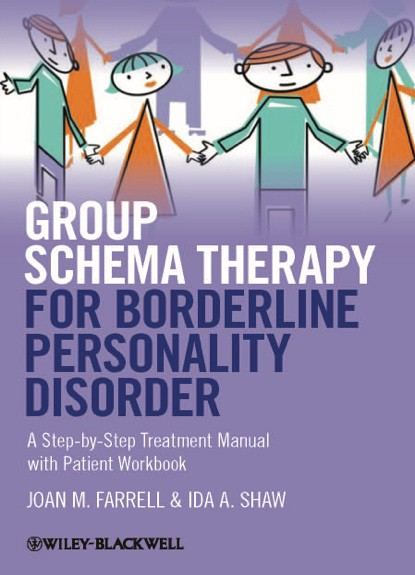 GROUP
SCHEMA THERAPY
FOR BORDERLINE
PERSONALITY
DISORDER
A Step-by-Step Treatment Manual
with Patient Workbook
JOAN M. FARRELL & IDA A. SHAW
WILEY-BLACKWELL